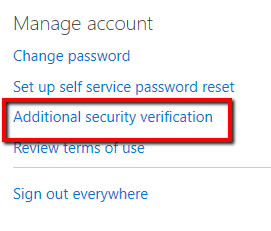 Manage account
Change password
Set up self service password reset
Additional security verification
Review terms of use
Sign out everywhere